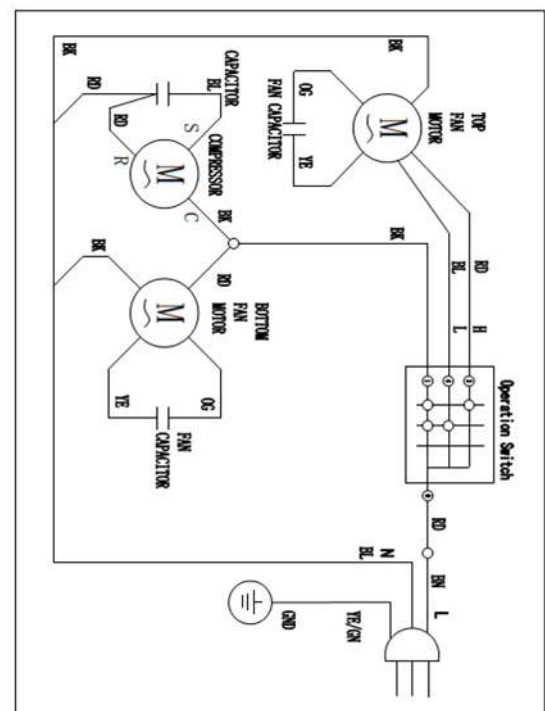 Operation Switch
TOP
FAN
MOTOR
BK
OG
YE
FAN CAPACITOR
RD
H
BL
L
BK
RD
BN
L
N
BL
YE/GN
GND
CAPACITOR
BL
RD
RD
BK
S
R
C
M
COMPRESSOR
BK
M
RD
BK
BOTTOM
FAN
MOTOR
M
OG
YE
FAN
CAPACITOR